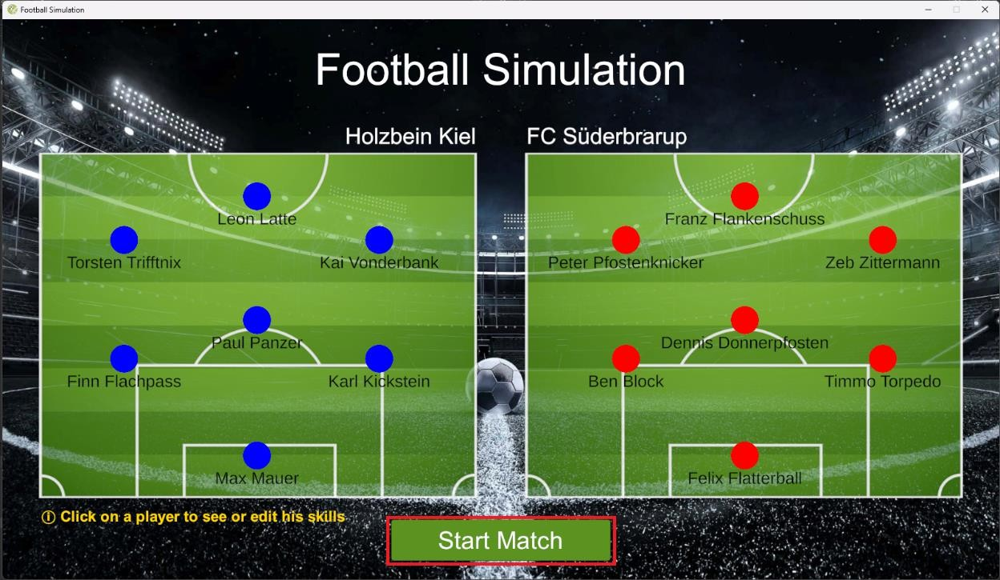 Football Simulation
Football Simulation
Holzbein Kiel
FC Süderbrarup
Leon Latte
Torsten Trifftnix
Kai Vonderbank
Paul Panzer
Finn Flachpass
Karl Kickstein
Max Mauer
Franz Flankenschuss
Peter Pfostenknicker
Zeb Zittermann
Dennis Donnerpfosten
Ben Block
Timmo Torpedo
Felix Flatterball
ⓘ Click on a player to see or edit his skills
Start Match